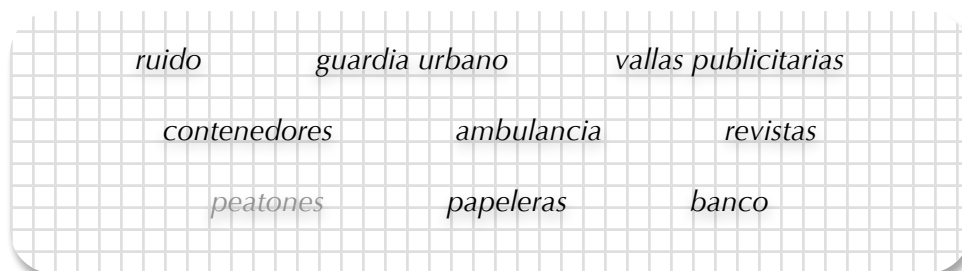 ruido guardia urbano vallas publicitarias
contenedores ambulancia revistas
peatones papeleras banco